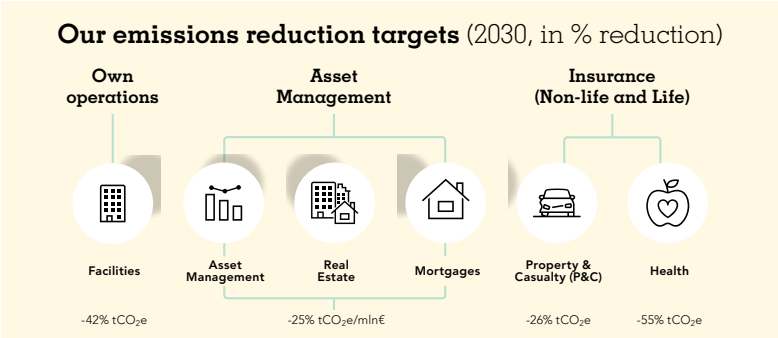 Our emissions reduction targets (2030, in % reduction)
Own
operations
Asset
Management
Insurance
(Non-life and Life)
Facilities
Asset
Management
Real
Estate
Mortgages
Property &
Casualty (P&C)
Health
-42% tCO₂e
-25% tCO₂e/mln€
-26% tCO₂e
-55% tCO₂e